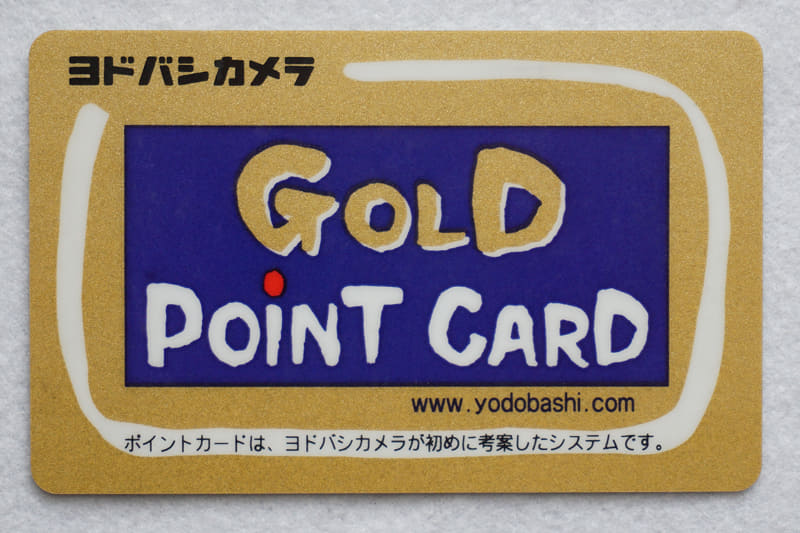 ヨドバシカメラ
GOLD
POINT CARD
www.yodobashi.com
ポイントカードは、ヨドバシカメラが初めに考案したシステムです。